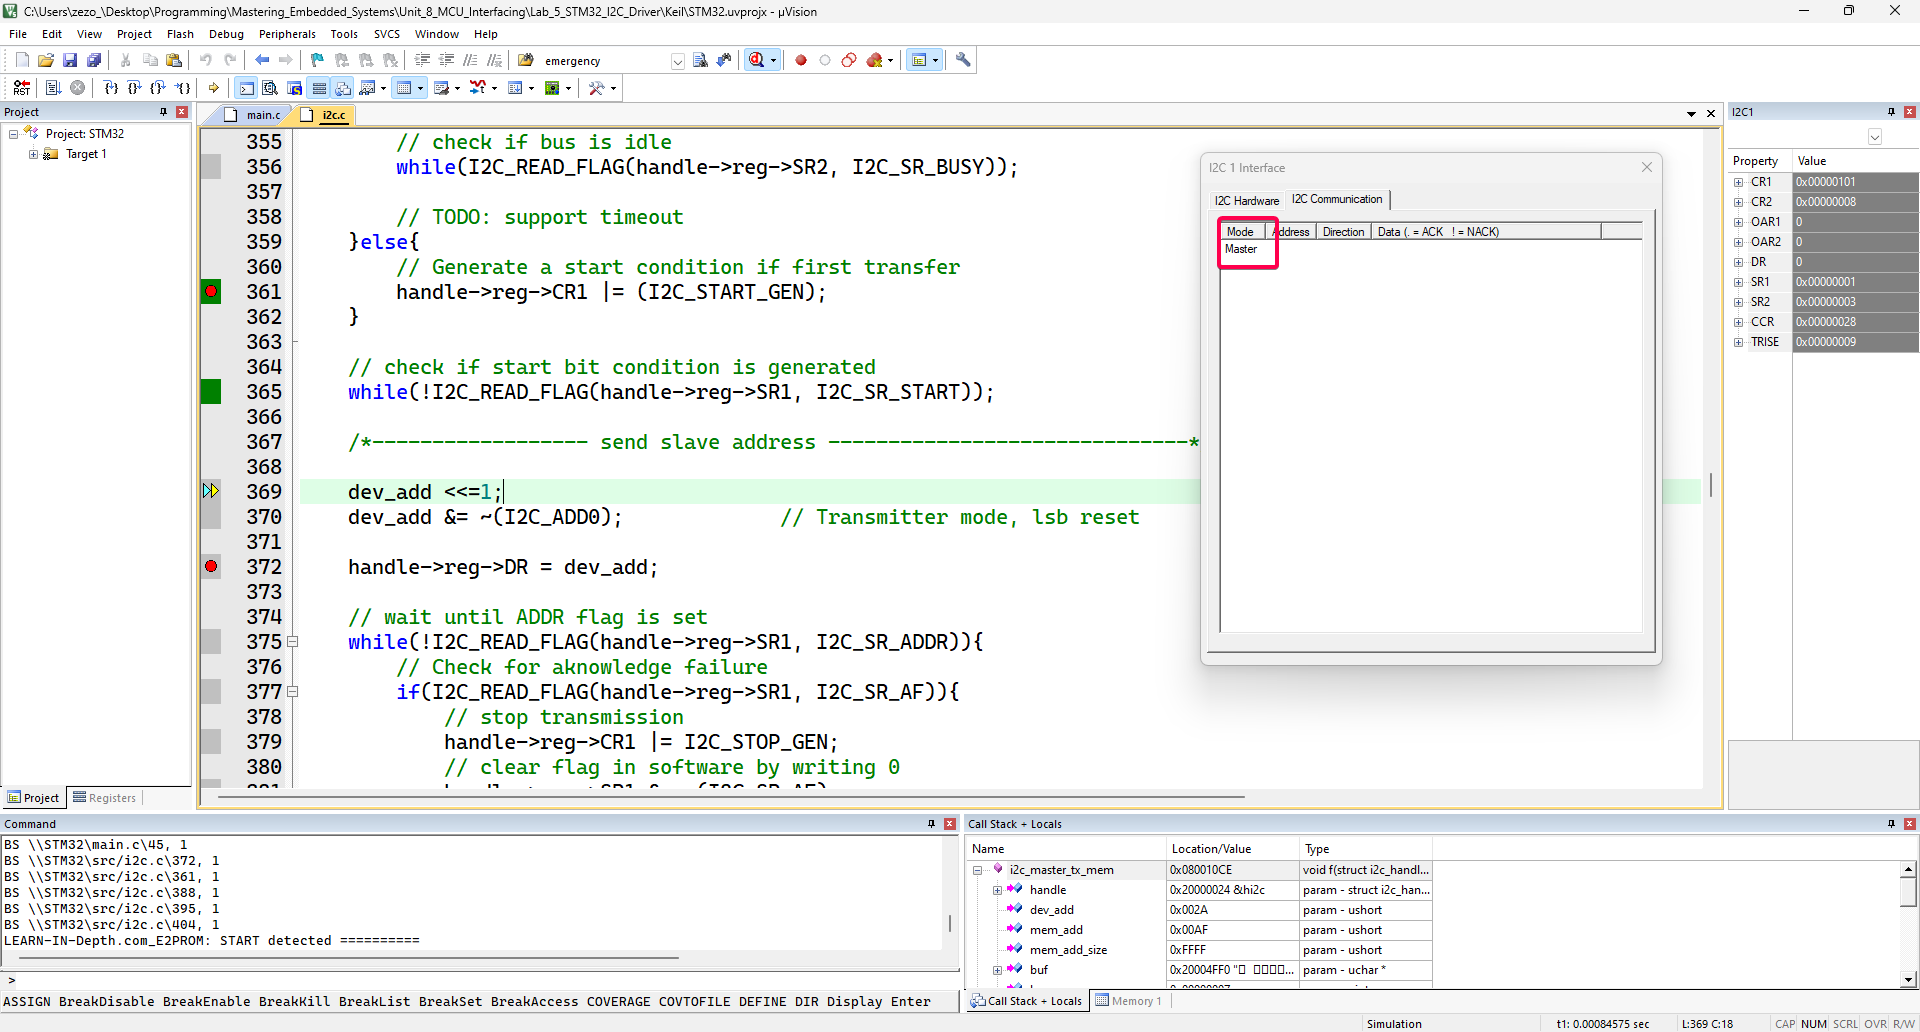 C:\Users\zezo_\Desktop\Programming\Mastering_Embedded_Systems\Unit_8_MCU_Interfacing\Lab_5_STM32_I2C_Driver\Keil\STM32.uvprojx - µVision
File Edit View Project Flash Debug Peripherals Tools SVCS Window Help
emergency
RST
Project
Project: STM32
Target 1
Project Registers
main.c i2c.c
355 // check if bus is idle
356 while(I2C_READ_FLAG(handle->reg->SR2, I2C_SR_BUSY));
357
358 // TODO: support timeout
359 }else{
360 // Generate a start condition if first transfer
361 handle->reg->CR1 |= (I2C_START_GEN);
362 }
363
364 // check if start bit condition is generated
365 while(!I2C_READ_FLAG(handle->reg->SR1, I2C_SR_START));
366
367 /*------------------ send slave address ------------------------------*
368
369 dev_add <<=1;
370 dev_add &= ~(I2C_ADD0); // Transmitter mode, lsb reset
371
372 handle->reg->DR = dev_add;
373
374 // wait until ADDR flag is set
375 while(!I2C_READ_FLAG(handle->reg->SR1, I2C_SR_ADDR)){
376 // Check for aknowledge failure
377 if(I2C_READ_FLAG(handle->reg->SR1, I2C_SR_AF)){
378 // stop transmission
379 handle->reg->CR1 |= I2C_STOP_GEN;
380 // clear flag in software by writing 0
I2C 1 Interface
I2C Hardware I2C Communication
Mode Address Direction Data (. = ACK ! = NACK)
Master
I2C1
Property Value
CR1 0x00000101
CR2 0x00000008
OAR1 0
OAR2 0
DR 0
SR1 0x00000001
SR2 0x00000003
CCR 0x00000028
TRISE 0x00000009
Command
BS \\STM32\main.c\45, 1
BS \\STM32\src/i2c.c\372, 1
BS \\STM32\src/i2c.c\361, 1
BS \\STM32\src/i2c.c\388, 1
BS \\STM32\src/i2c.c\395, 1
BS \\STM32\src/i2c.c\404, 1
LEARN-IN-Depth.com_E2PROM: START detected ==========
>
ASSIGN BreakDisable BreakEnable BreakKill BreakList BreakSet BreakAccess COVERAGE COVTOFILE DEFINE DIR Display Enter
Call Stack + Locals
Name Location/Value Type
i2c_master_tx_mem 0x080010CE void f(struct i2c_handl...
handle 0x20000024 &hi2c param - struct i2c_han...
dev_add 0x002A param - ushort
mem_add 0x00AF param - ushort
mem_add_size 0xFFFF param - ushort
buf 0x20004FF0 "▯ ▯▯▯▯... param - uchar *
Call Stack + Locals Memory 1
Simulation t1: 0.00084575 sec L:369 C:18 CAP NUM SCRL OVR R/W